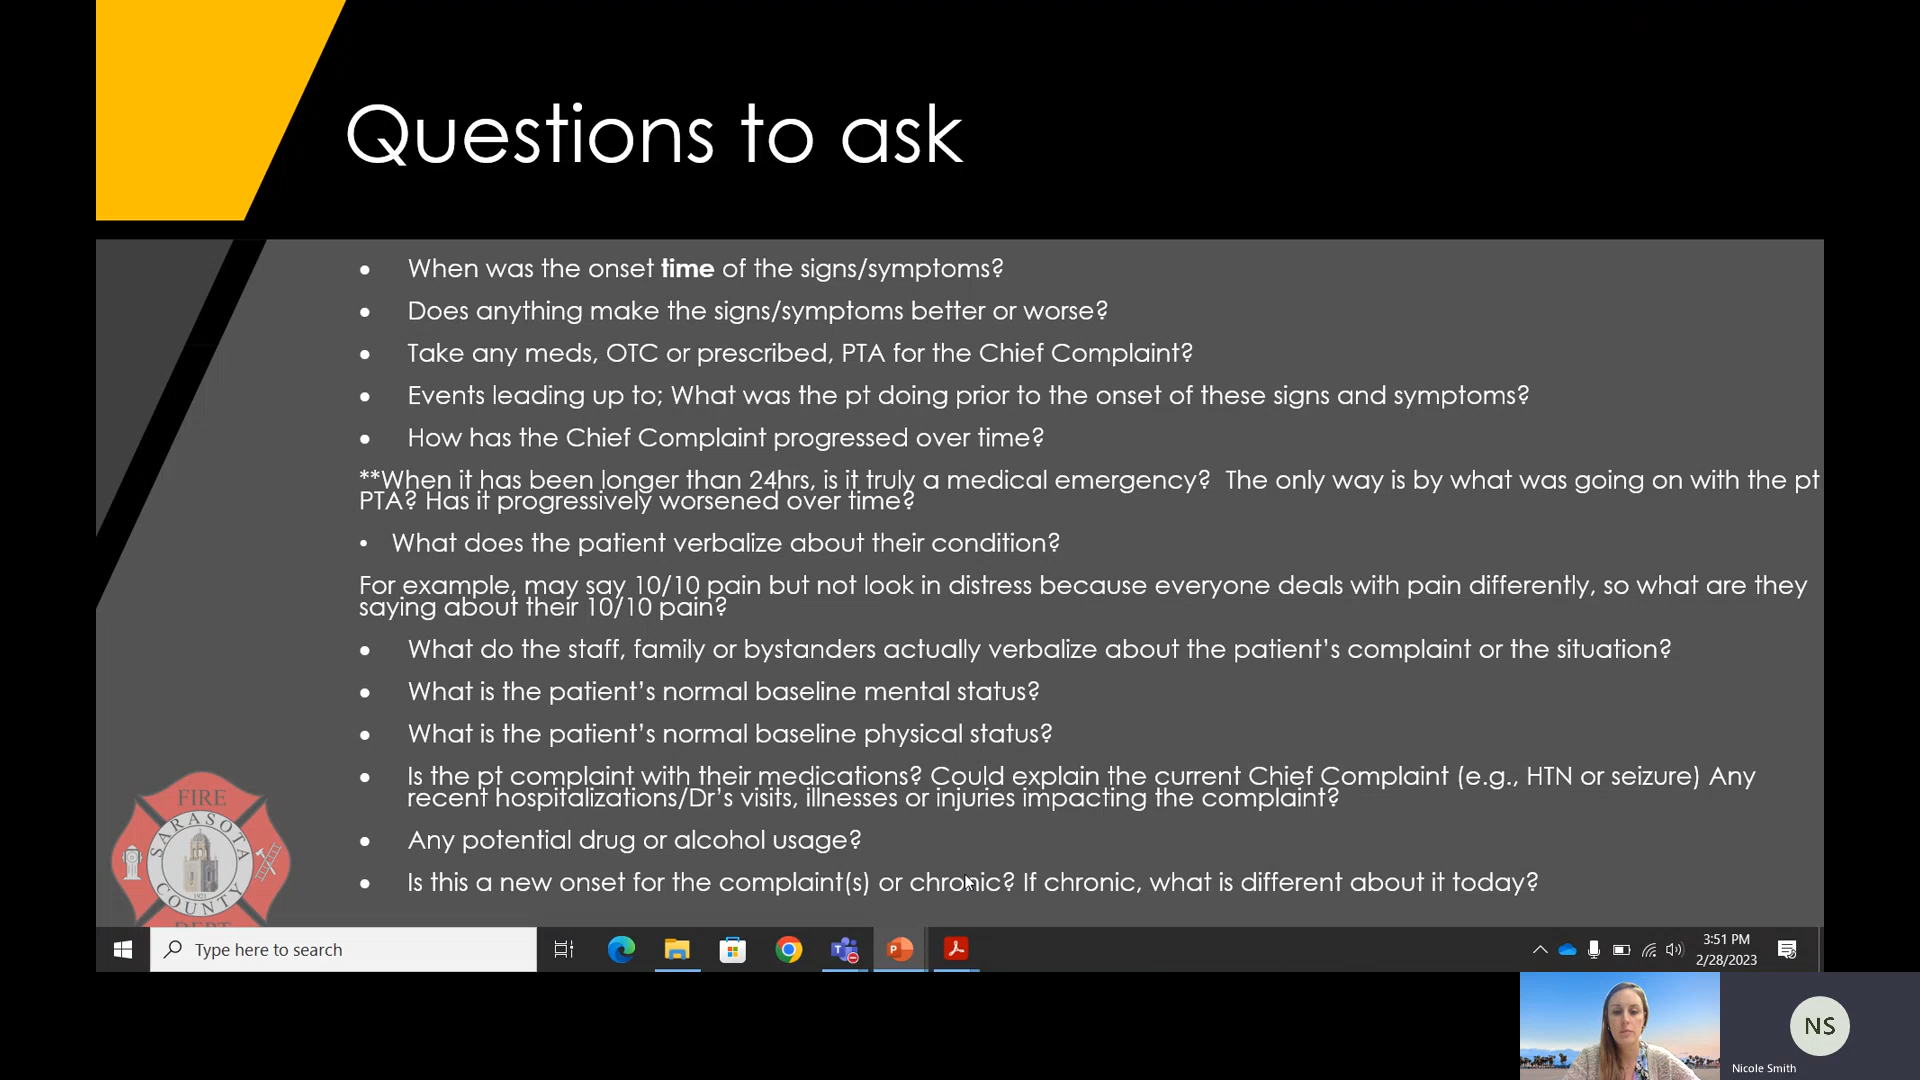 Questions to ask
• When was the onset time of the signs/symptoms?
• Does anything make the signs/symptoms better or worse?
• Take any meds, OTC or prescribed, PTA for the Chief Complaint?
• Events leading up to; What was the pt doing prior to the onset of these signs and symptoms?
• How has the Chief Complaint progressed over time?
**When it has been longer than 24hrs, is it truly a medical emergency?  The only way is by what was going on with the pt
PTA? Has it progressively worsened over time?
• What does the patient verbalize about their condition?
For example, may say 10/10 pain but not look in distress because everyone deals with pain differently, so what are they
saying about their 10/10 pain?
• What do the staff, family or bystanders actually verbalize about the patient’s complaint or the situation?
• What is the patient’s normal baseline mental status?
• What is the patient’s normal baseline physical status?
• Is the pt complaint with their medications? Could explain the current Chief Complaint (e.g., HTN or seizure) Any
recent hospitalizations/Dr’s visits, illnesses or injuries impacting the complaint?
• Any potential drug or alcohol usage?
• Is this a new onset for the complaint(s) or chronic? If chronic, what is different about it today?
FIRE
SARASOTA
COUNTY
DEPT
Type here to search
3:51 PM
2/28/2023
NS
Nicole Smith